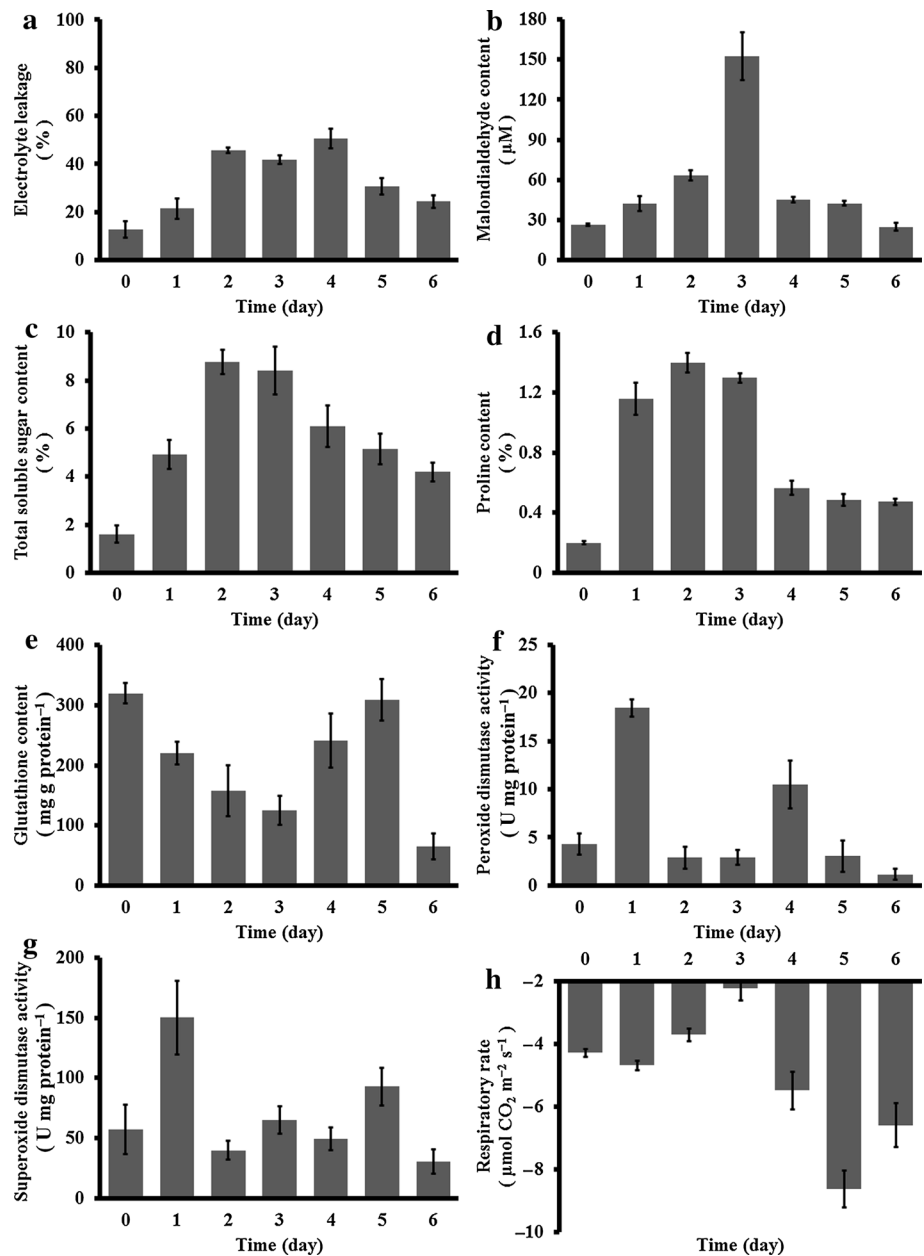 a
100
80
60
40
20
0
Electrolyte leakage
( % )
0 1 2 3 4 5 6
Time (day)
b
180
150
120
90
60
30
0
Malondialdehyde content
( µM )
0 1 2 3 4 5 6
Time (day)
c
10
8
6
4
2
0
Total soluble sugar content
( % )
0 1 2 3 4 5 6
Time (day)
d
1.6
1.2
0.8
0.4
0
Proline content
( % )
0 1 2 3 4 5 6
Time (day)
e
400
300
200
100
0
Glutathione content
( mg g protein⁻¹ )
0 1 2 3 4 5 6
Time (day)
f
25
20
15
10
5
0
Peroxide dismutase activity
( U mg protein⁻¹ )
0 1 2 3 4 5 6
Time (day)
g
200
150
100
50
0
Superoxide dismutase activity
( U mg protein⁻¹ )
0 1 2 3 4 5 6
Time (day)
h
0 1 2 3 4 5 6
–2
–4
–6
–8
–10
Respiratory rate
( µmol CO₂ m⁻² s⁻¹ )
Time (day)